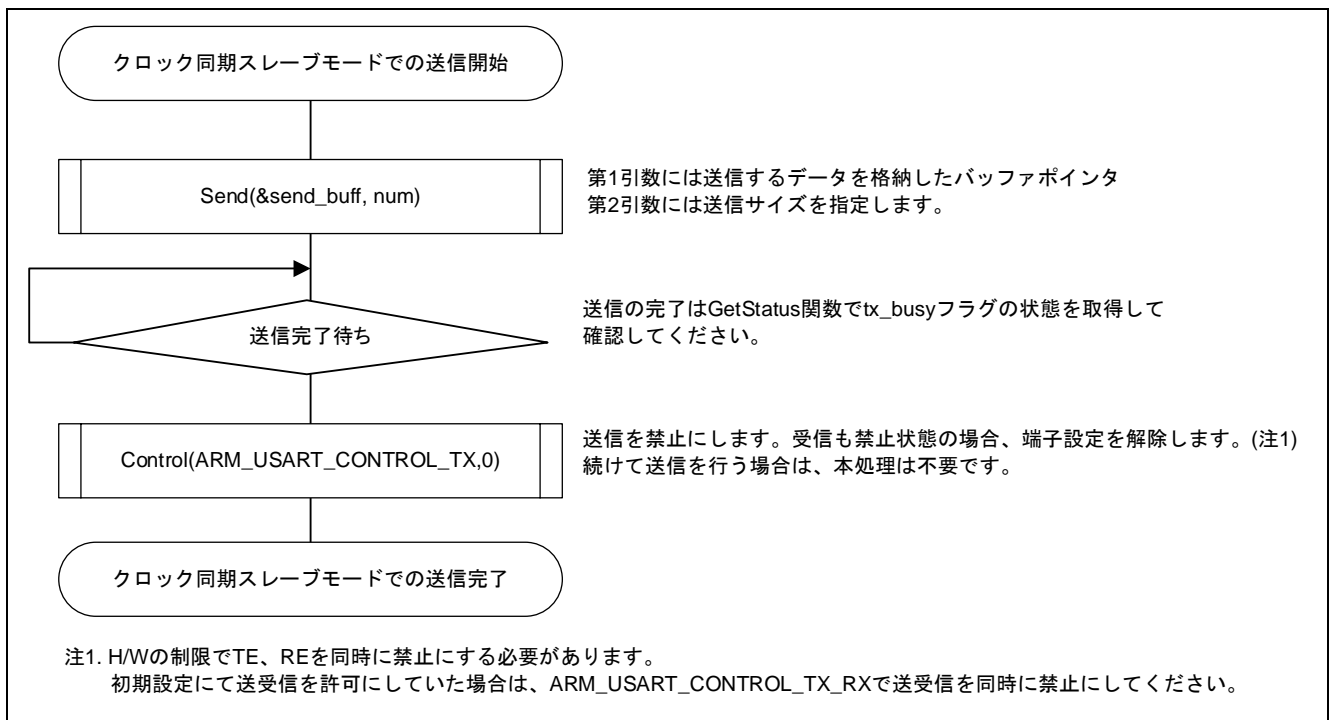 クロック同期スレーブモードでの送信開始
Send(&send_buff, num)
第1引数には送信するデータを格納したバッファポインタ
第2引数には送信サイズを指定します。
送信完了待ち
送信の完了はGetStatus関数でtx_busyフラグの状態を取得して
確認してください。
Control(ARM_USART_CONTROL_TX,0)
送信を禁止にします。受信も禁止状態の場合、端子設定を解除します。(注1)
続けて送信を行う場合は、本処理は不要です。
クロック同期スレーブモードでの送信完了
注1. H/Wの制限でTE、REを同時に禁止にする必要があります。
初期設定にて送受信を許可にしていた場合は、ARM_USART_CONTROL_TX_RXで送受信を同時に禁止にしてください。